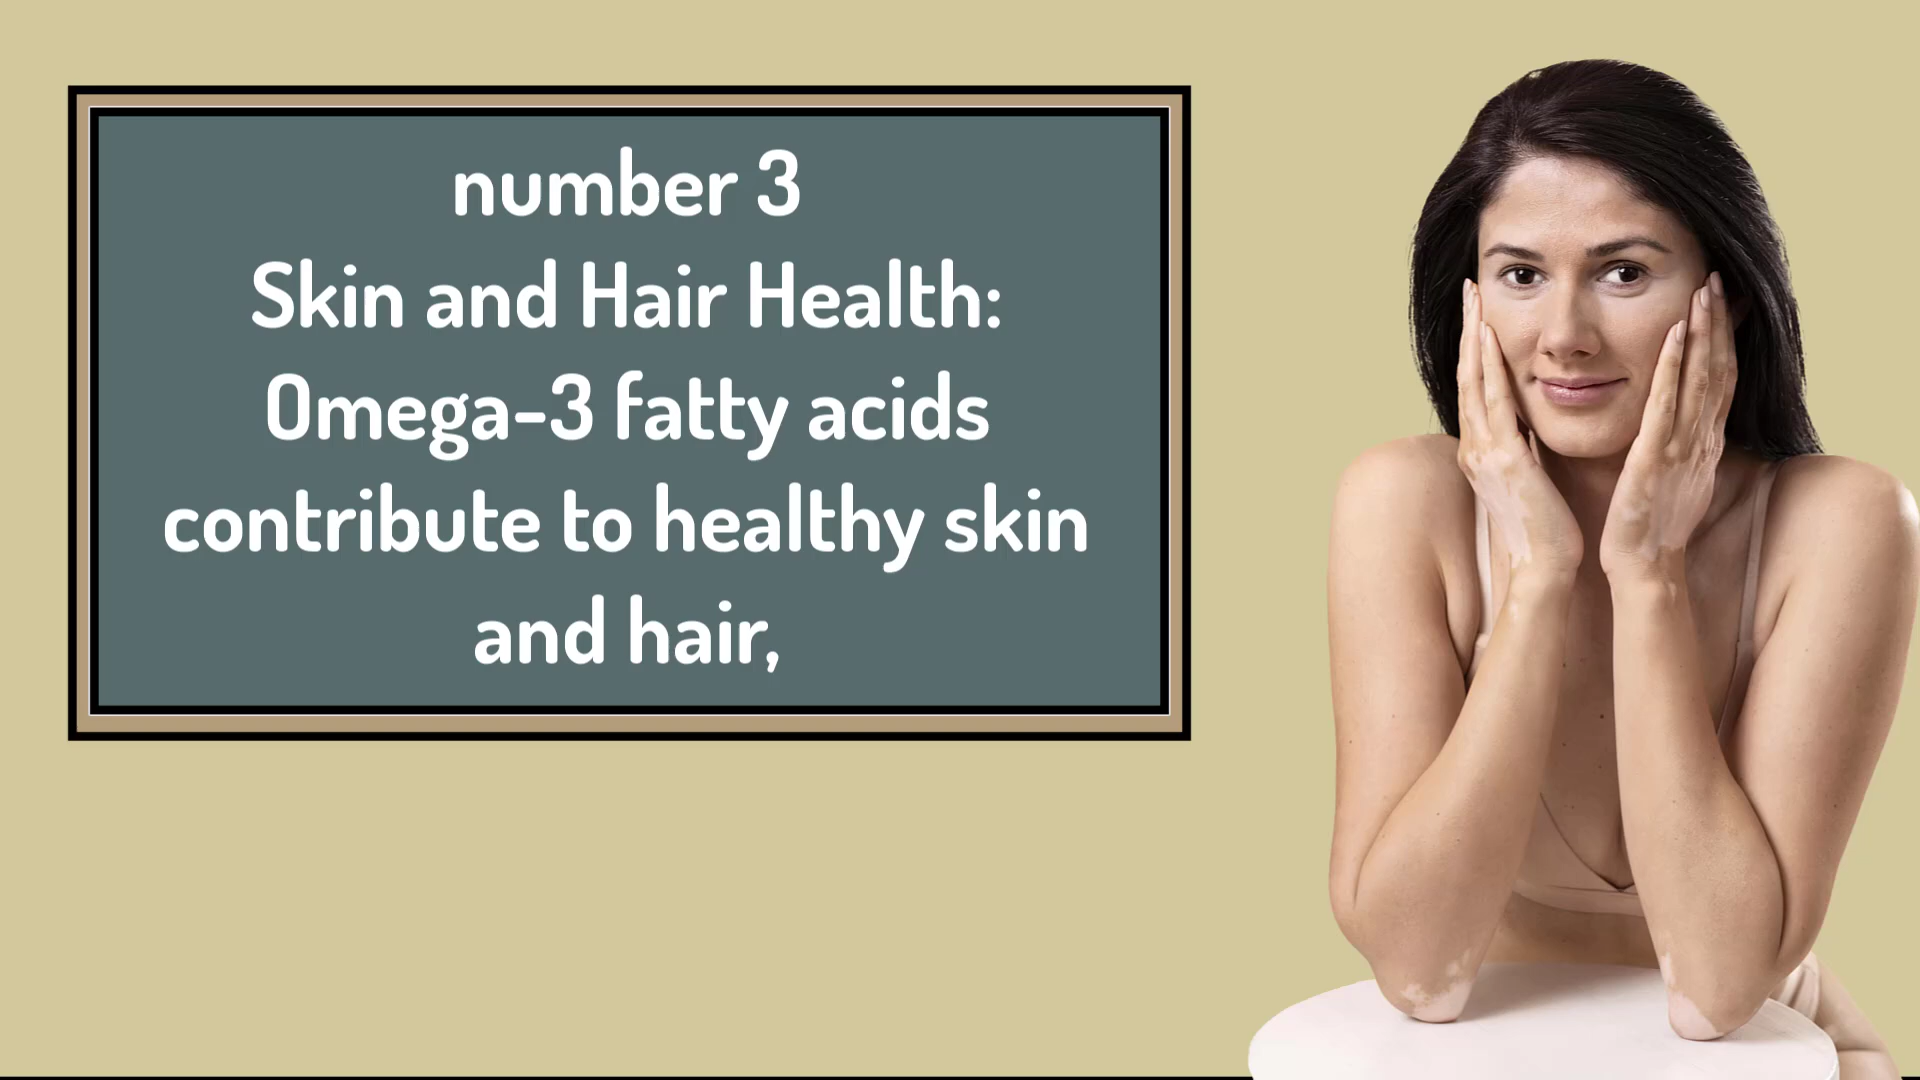 number 3
Skin and Hair Health:
Omega-3 fatty acids
contribute to healthy skin
and hair,